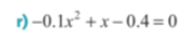 r) –0.1x² + x – 0.4 = 0